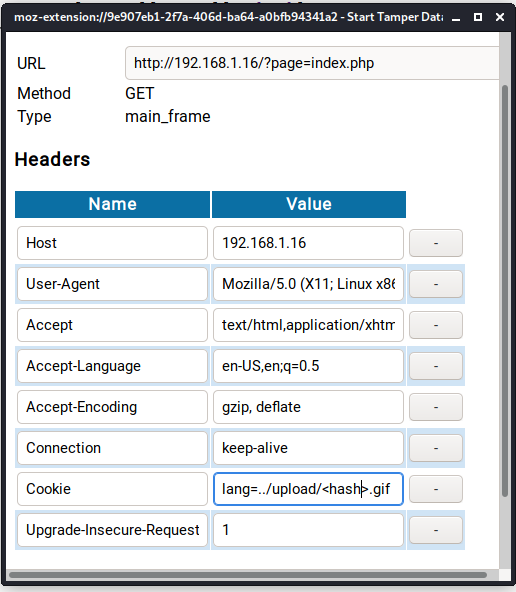 moz-extension://9e907eb1-2f7a-406d-ba64-a0bfb94341a2 - Start Tamper Data
URL http://192.168.1.16/?page=index.php
Method GET
Type main_frame
Headers
Name Value
Host 192.168.1.16 -
User-Agent Mozilla/5.0 (X11; Linux x86 -
Accept text/html,application/xhtm -
Accept-Language en-US,en;q=0.5 -
Accept-Encoding gzip, deflate -
Connection keep-alive -
Cookie lang=../upload/<hash>.gif -
Upgrade-Insecure-Request 1 -